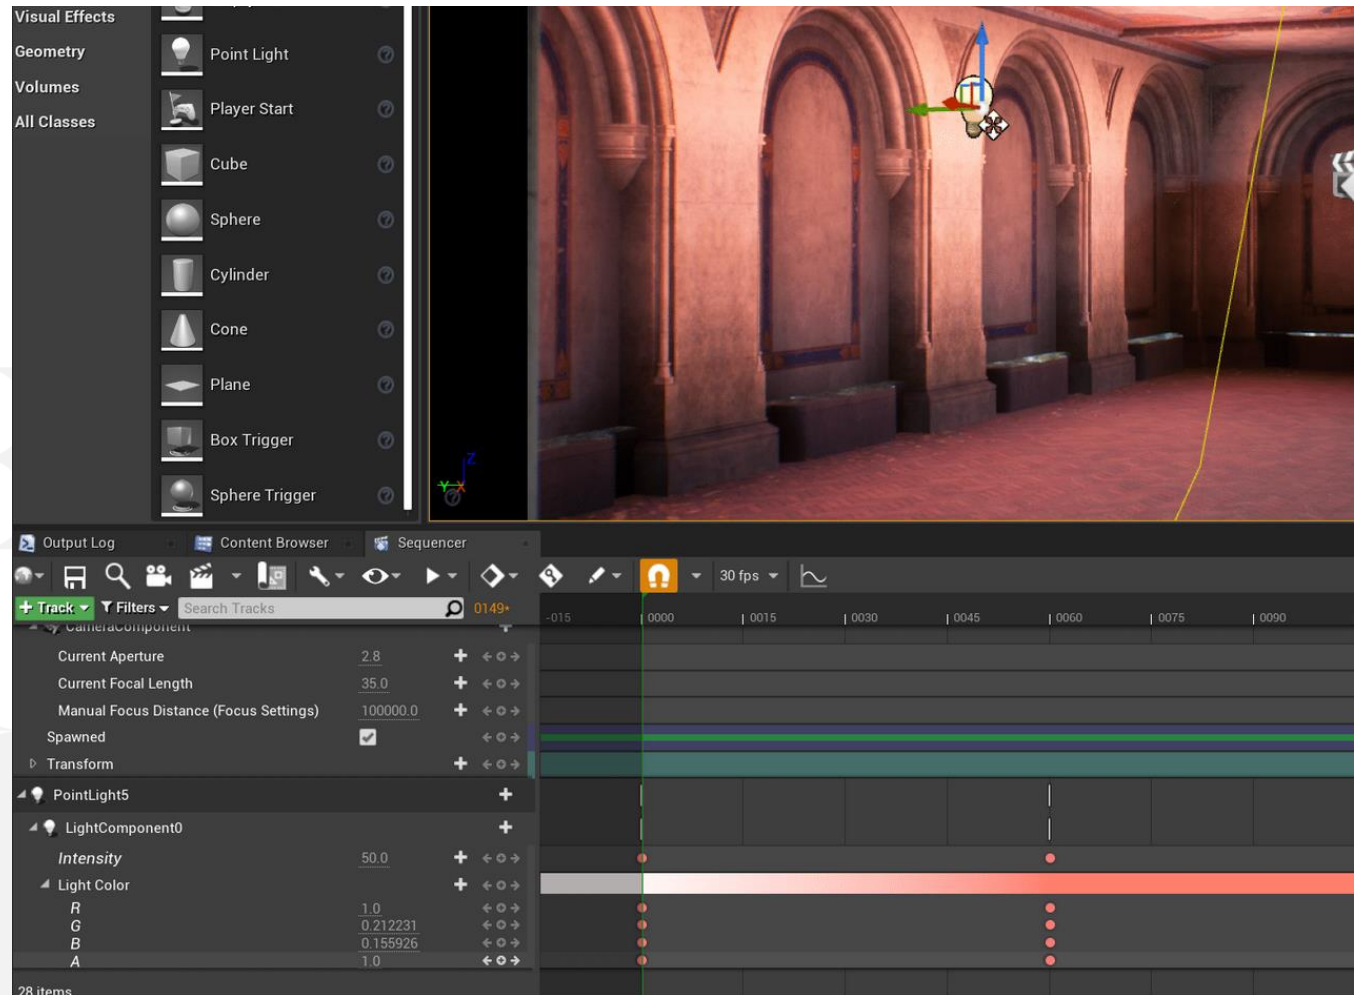 Visual Effects
Geometry
Volumes
All Classes
Point Light
Player Start
Cube
Sphere
Cylinder
Cone
Plane
Box Trigger
Sphere Trigger
Z
Y X
Output Log
Content Browser
Sequencer
30 fps
+ Track
Filters
Search Tracks
0149*
-015
0000
0015
0030
0045
0060
0075
0090
CameraComponent
Current Aperture 2.8
Current Focal Length 35.0
Manual Focus Distance (Focus Settings) 100000.0
Spawned
Transform
PointLight5
LightComponent0
Intensity 50.0
Light Color
R 1.0
G 0.212231
B 0.155926
A 1.0
28 items